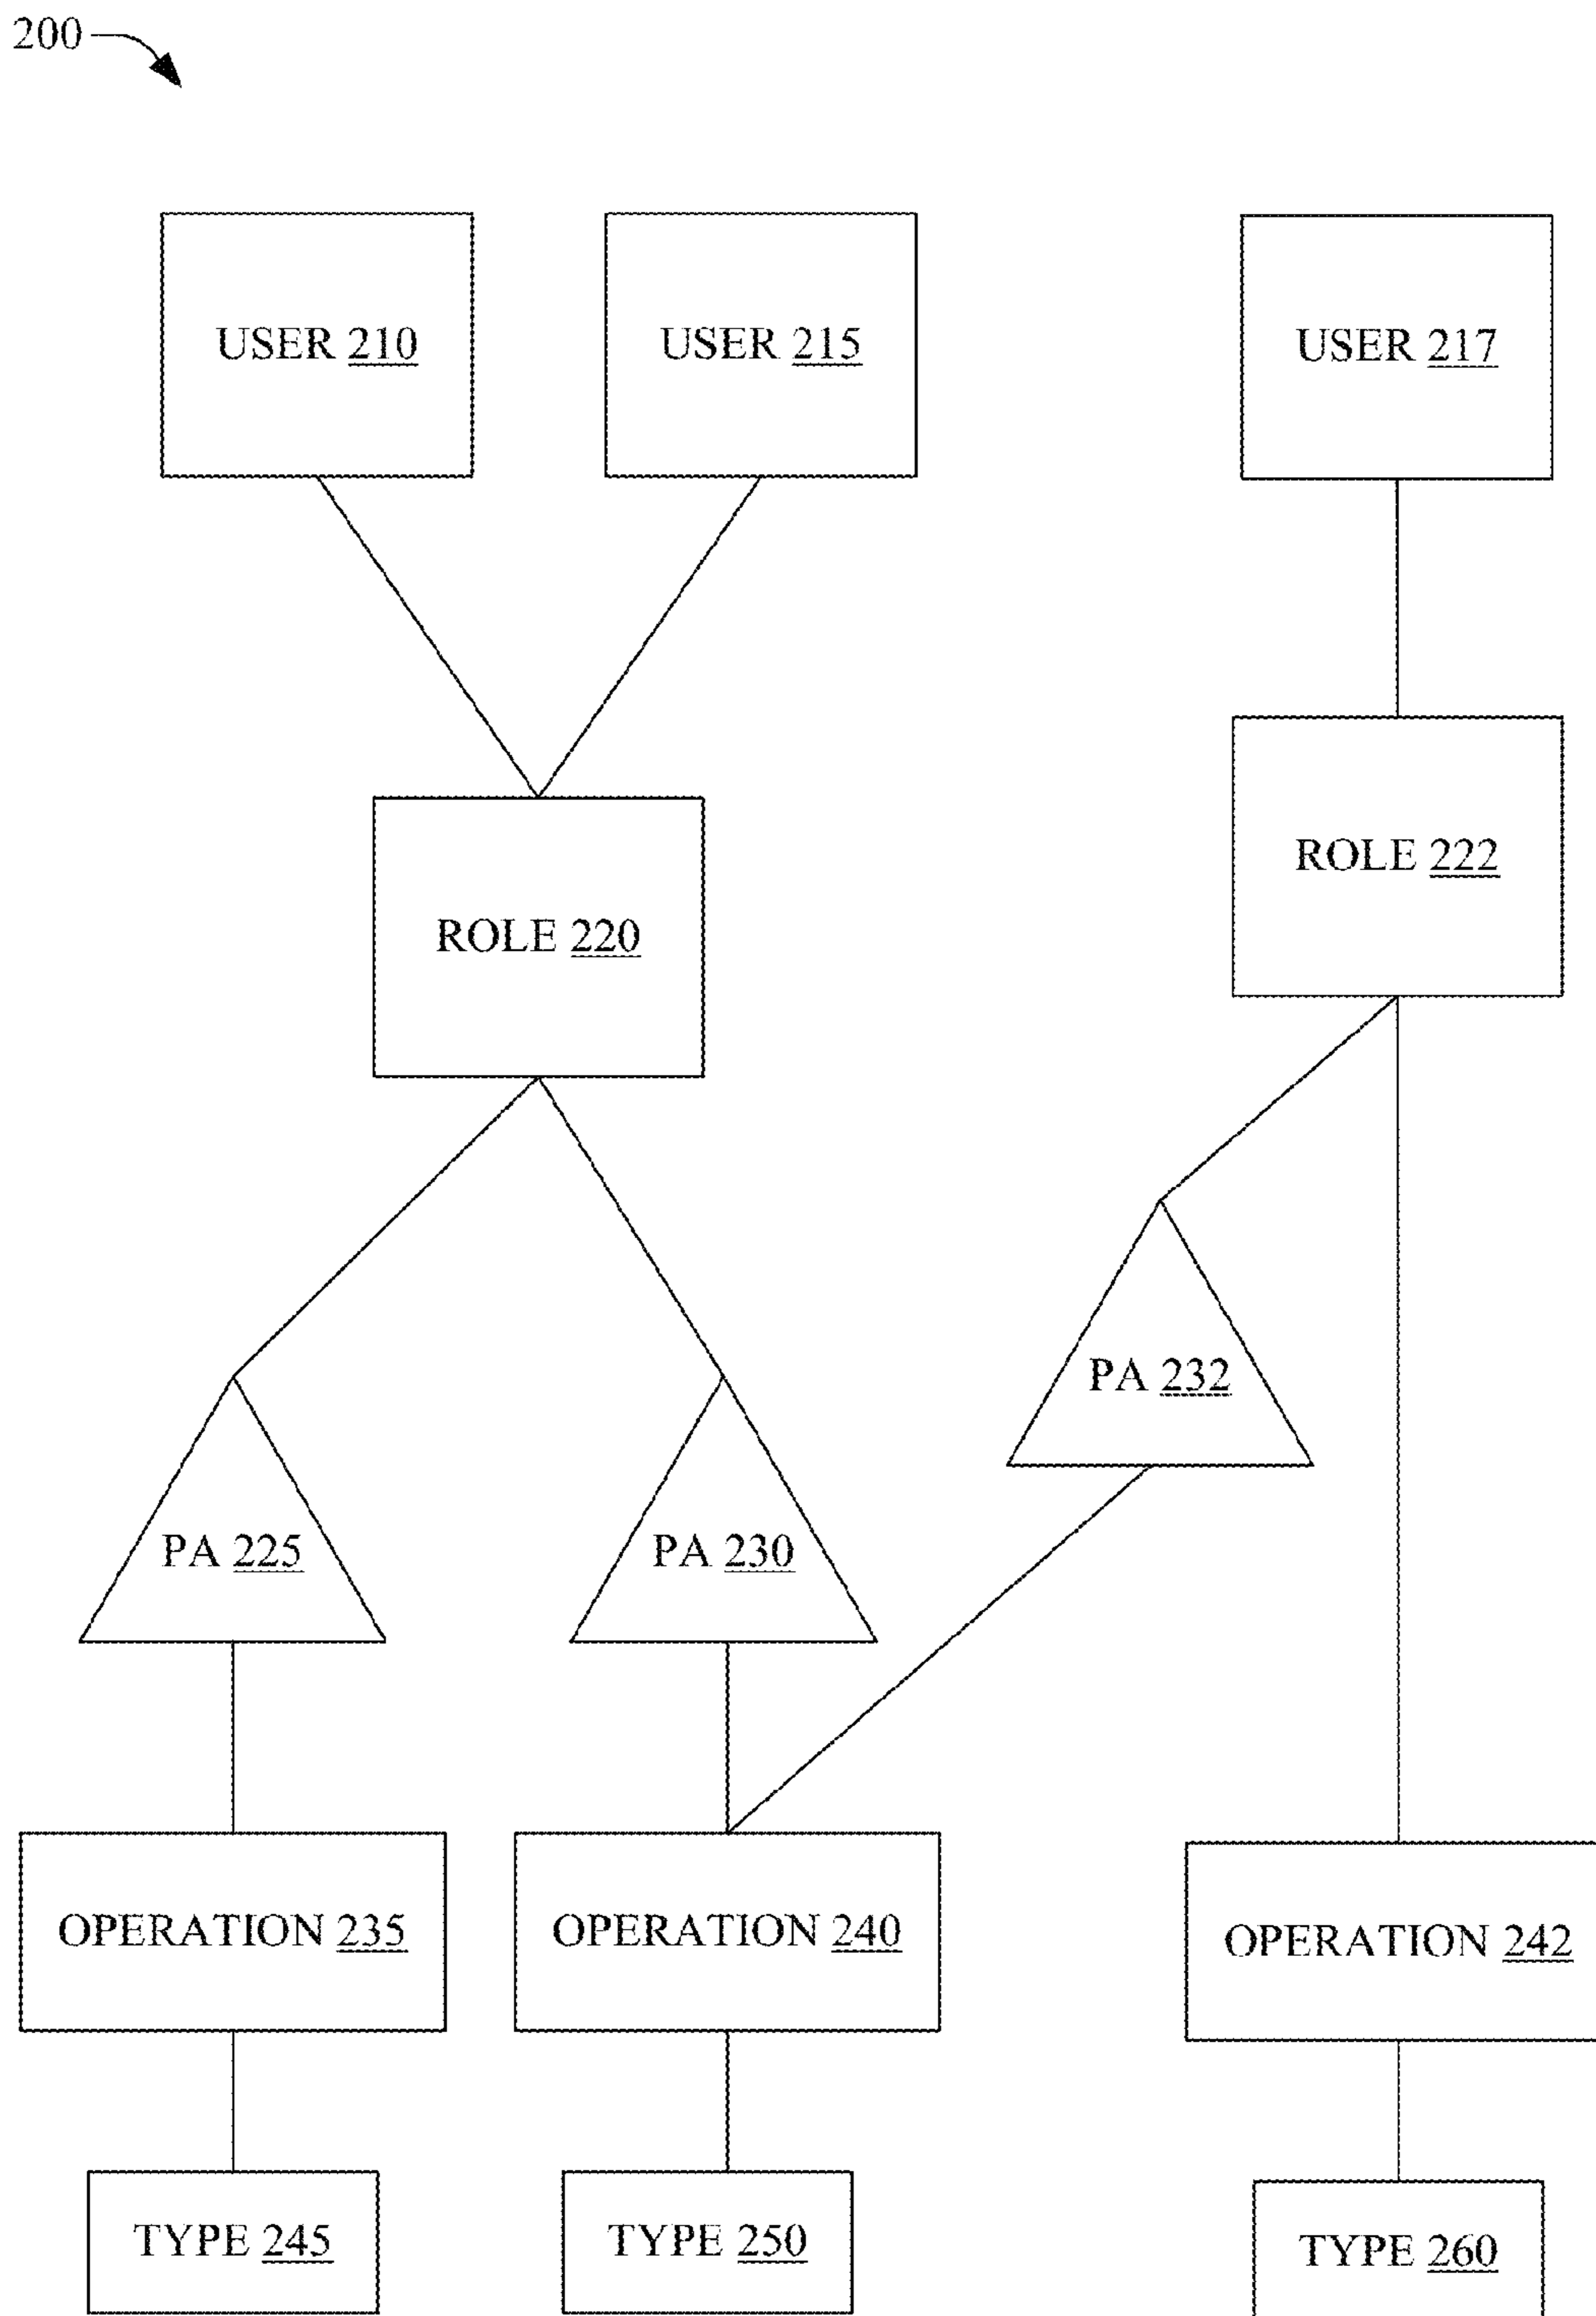 200
USER 210
USER 215
USER 217
ROLE 220
ROLE 222
PA 225
PA 230
PA 232
OPERATION 235
OPERATION 240
OPERATION 242
TYPE 245
TYPE 250
TYPE 260